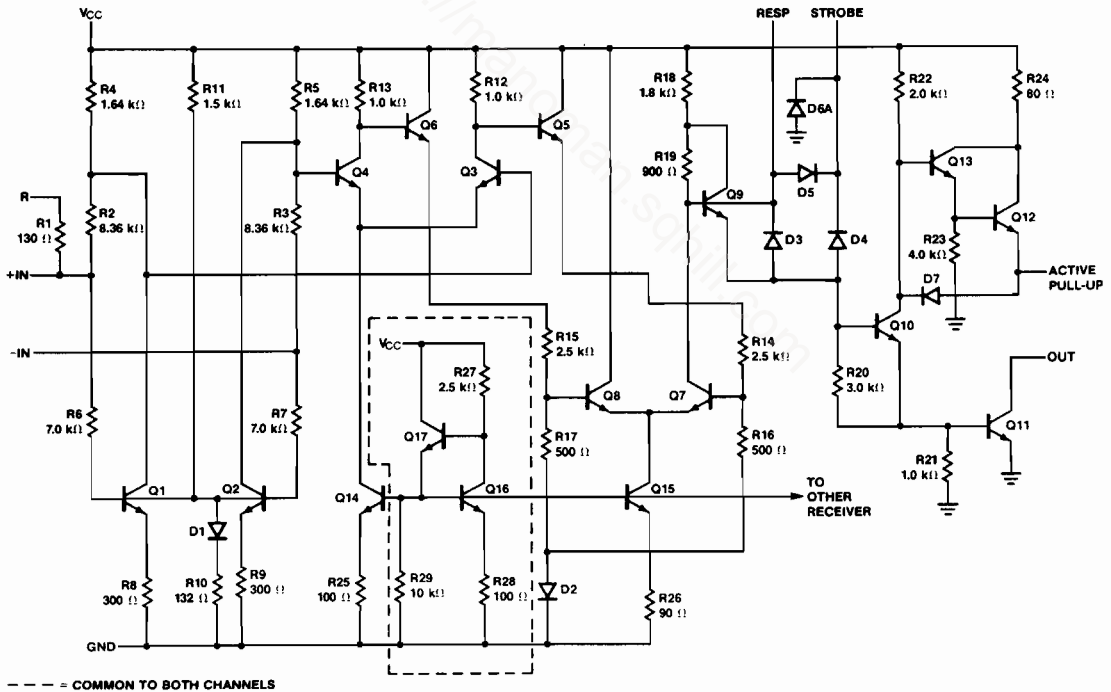 VCC
RESP
STROBE
R4
1.64 kΩ
R11
1.5 kΩ
R5
1.64 kΩ
R13
1.0 kΩ
Q6
R12
1.0 kΩ
Q5
R18
1.8 kΩ
D6A
R22
2.0 kΩ
R24
80 Ω
Q4
Q3
R19
900 Ω
Q9
D5
Q13
Q12
R
R1
130 Ω
R2
8.36 kΩ
R3
8.36 kΩ
D3
D4
R23
4.0 kΩ
+IN
ACTIVE
PULL-UP
D7
VCC
R15
2.5 kΩ
R14
2.5 kΩ
Q10
-IN
R27
2.5 kΩ
OUT
Q8
Q7
R20
3.0 kΩ
R6
7.0 kΩ
R7
7.0 kΩ
Q17
R17
500 Ω
R16
500 Ω
Q11
R21
1.0 kΩ
Q1
Q2
Q14
Q16
Q15
TO
OTHER
RECEIVER
D1
R8
300 Ω
R10
132 Ω
R9
300 Ω
R25
100 Ω
R29
10 kΩ
R28
100 Ω
D2
R26
90 Ω
GND
– – – – = COMMON TO BOTH CHANNELS